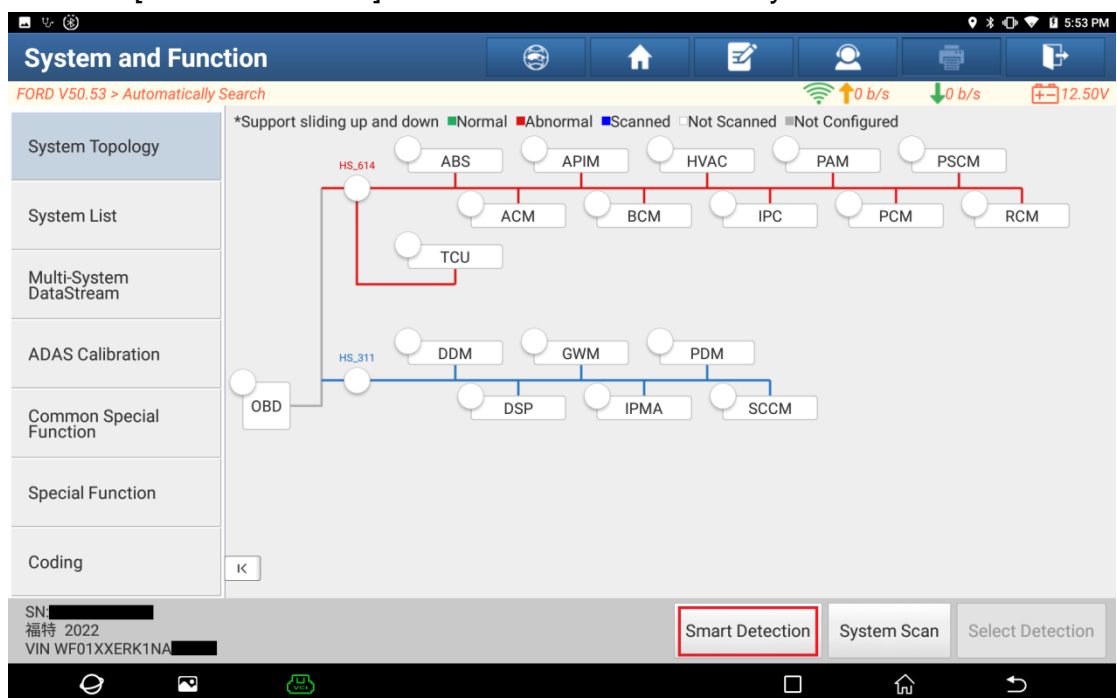 5:53 PM
System and Function
FORD V50.53 > Automatically Search
0 b/s
0 b/s
12.50V
System Topology
System List
Multi-System
DataStream
ADAS Calibration
Common Special
Function
Special Function
Coding
*Support sliding up and down Normal Abnormal Scanned Not Scanned Not Configured
HS_614
ABS
APIM
HVAC
PAM
PSCM
ACM
BCM
IPC
PCM
RCM
TCU
HS_311
DDM
GWM
PDM
OBD
DSP
IPMA
SCCM
SN:
福特 2022
VIN WF01XXERK1NA
Smart Detection
System Scan
Select Detection
VCI